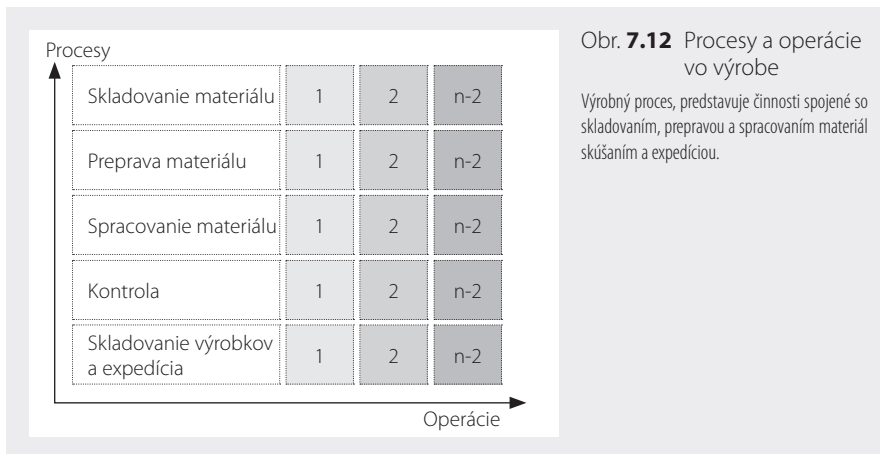 Procesy
Skladovanie materiálu 1 2 n-2
Preprava materiálu 1 2 n-2
Spracovanie materiálu 1 2 n-2
Kontrola 1 2 n-2
Skladovanie výrobkov
a expedícia 1 2 n-2
Operácie
Obr. 7.12 Procesy a operácie
vo výrobe
Výrobný proces, predstavuje činnosti spojené so
skladovaním, prepravou a spracovaním materiál
skúšaním a expedíciou.